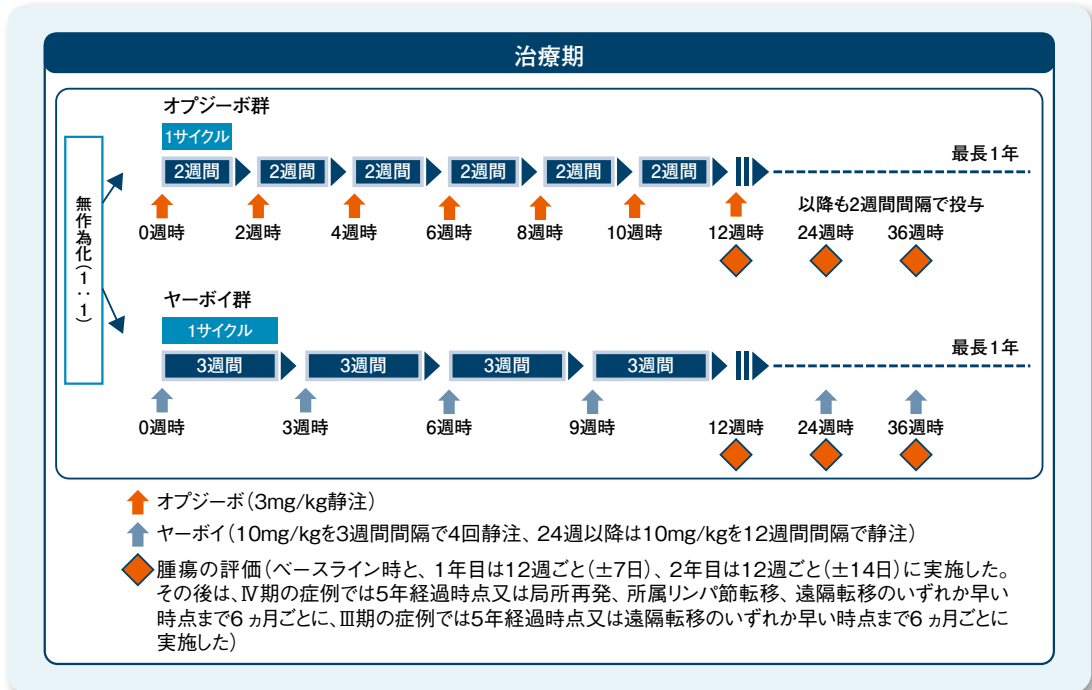 治療期
オプジーボ群
1サイクル
2週間 2週間 2週間 2週間 2週間 2週間
最長1年
以降も2週間間隔で投与
0週時 2週時 4週時 6週時 8週時 10週時 12週時 24週時 36週時
無作為化(1:1)
ヤーボイ群
1サイクル
3週間 3週間 3週間 3週間
最長1年
0週時 3週時 6週時 9週時 12週時 24週時 36週時
オプジーボ(3mg/kg静注)
ヤーボイ(10mg/kgを3週間間隔で4回静注、24週以降は10mg/kgを12週間間隔で静注)
腫瘍の評価(ベースライン時と、1年目は12週ごと(±7日)、2年目は12週ごと(±14日)に実施した。
その後は、Ⅳ期の症例では5年経過時点又は局所再発、所属リンパ節転移、遠隔転移のいずれか早い
時点まで6ヵ月ごとに、Ⅲ期の症例では5年経過時点又は遠隔転移のいずれか早い時点まで6ヵ月ごとに
実施した)